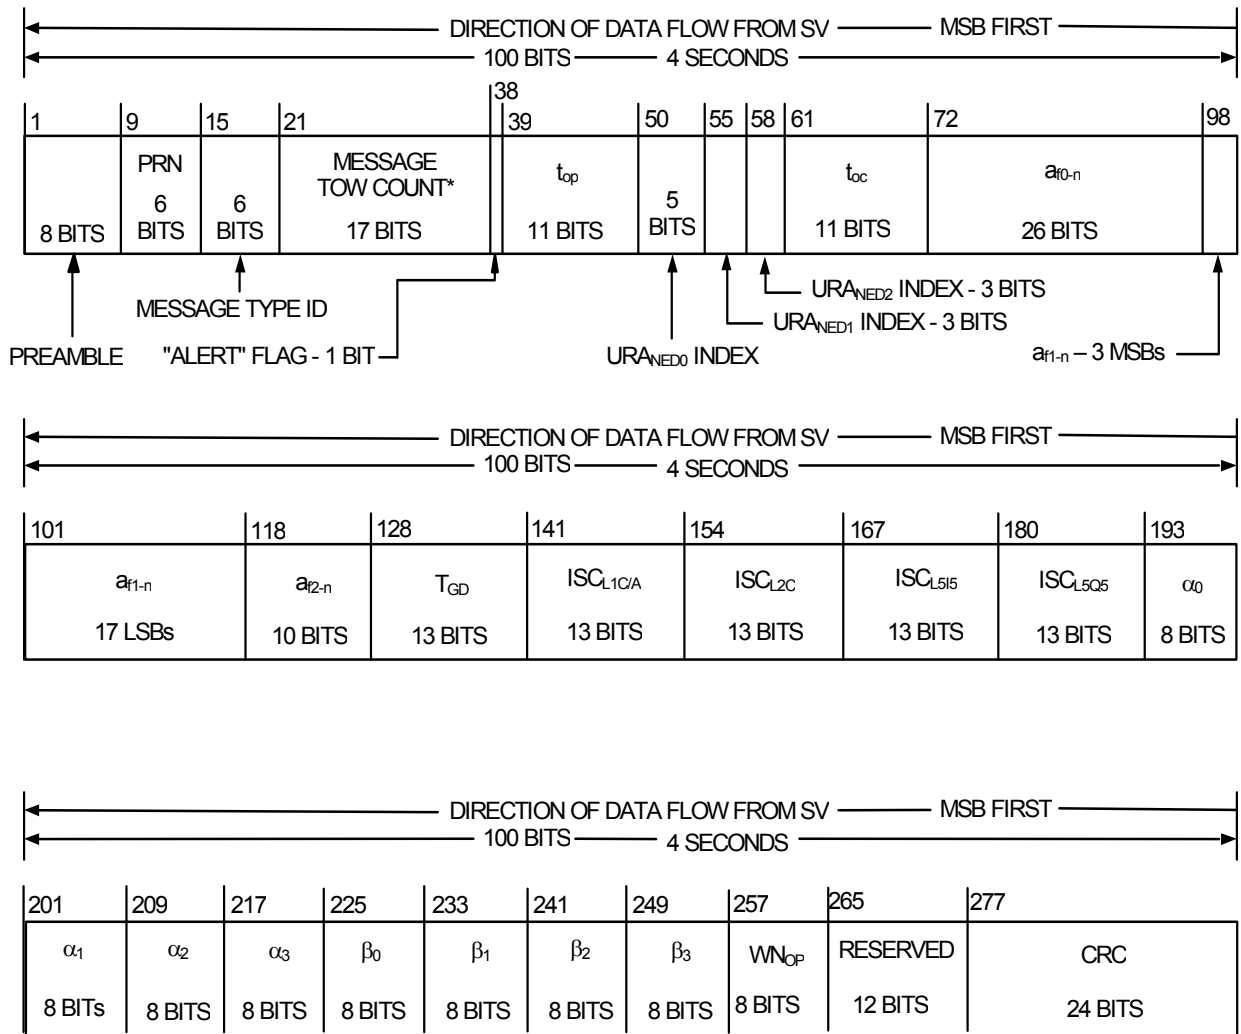 DIRECTION OF DATA FLOW FROM SV MSB FIRST
100 BITS 4 SECONDS
38
1 9 15 21 39 50 55 58 61 72 98
PRN MESSAGE
TOW COUNT* t_op t_oc a_f0-n
6 6 5
8 BITS BITS BITS 17 BITS 11 BITS BITS 11 BITS 26 BITS
URA_NED2 INDEX - 3 BITS
MESSAGE TYPE ID
URA_NED1 INDEX - 3 BITS
PREAMBLE "ALERT" FLAG - 1 BIT URA_NED0 INDEX a_f1-n – 3 MSBs
DIRECTION OF DATA FLOW FROM SV MSB FIRST
100 BITS 4 SECONDS
101 118 128 141 154 167 180 193
a_f1-n a_f2-n T_GD ISC_L1C/A ISC_L2C ISC_L5I5 ISC_L5Q5 α_0
17 LSBs 10 BITS 13 BITS 13 BITS 13 BITS 13 BITS 13 BITS 8 BITS
DIRECTION OF DATA FLOW FROM SV MSB FIRST
100 BITS 4 SECONDS
201 209 217 225 233 241 249 257 265 277
α_1 α_2 α_3 β_0 β_1 β_2 β_3 WN_OP RESERVED CRC
8 BITs 8 BITS 8 BITS 8 BITS 8 BITS 8 BITS 8 BITS 8 BITS 12 BITS 24 BITS